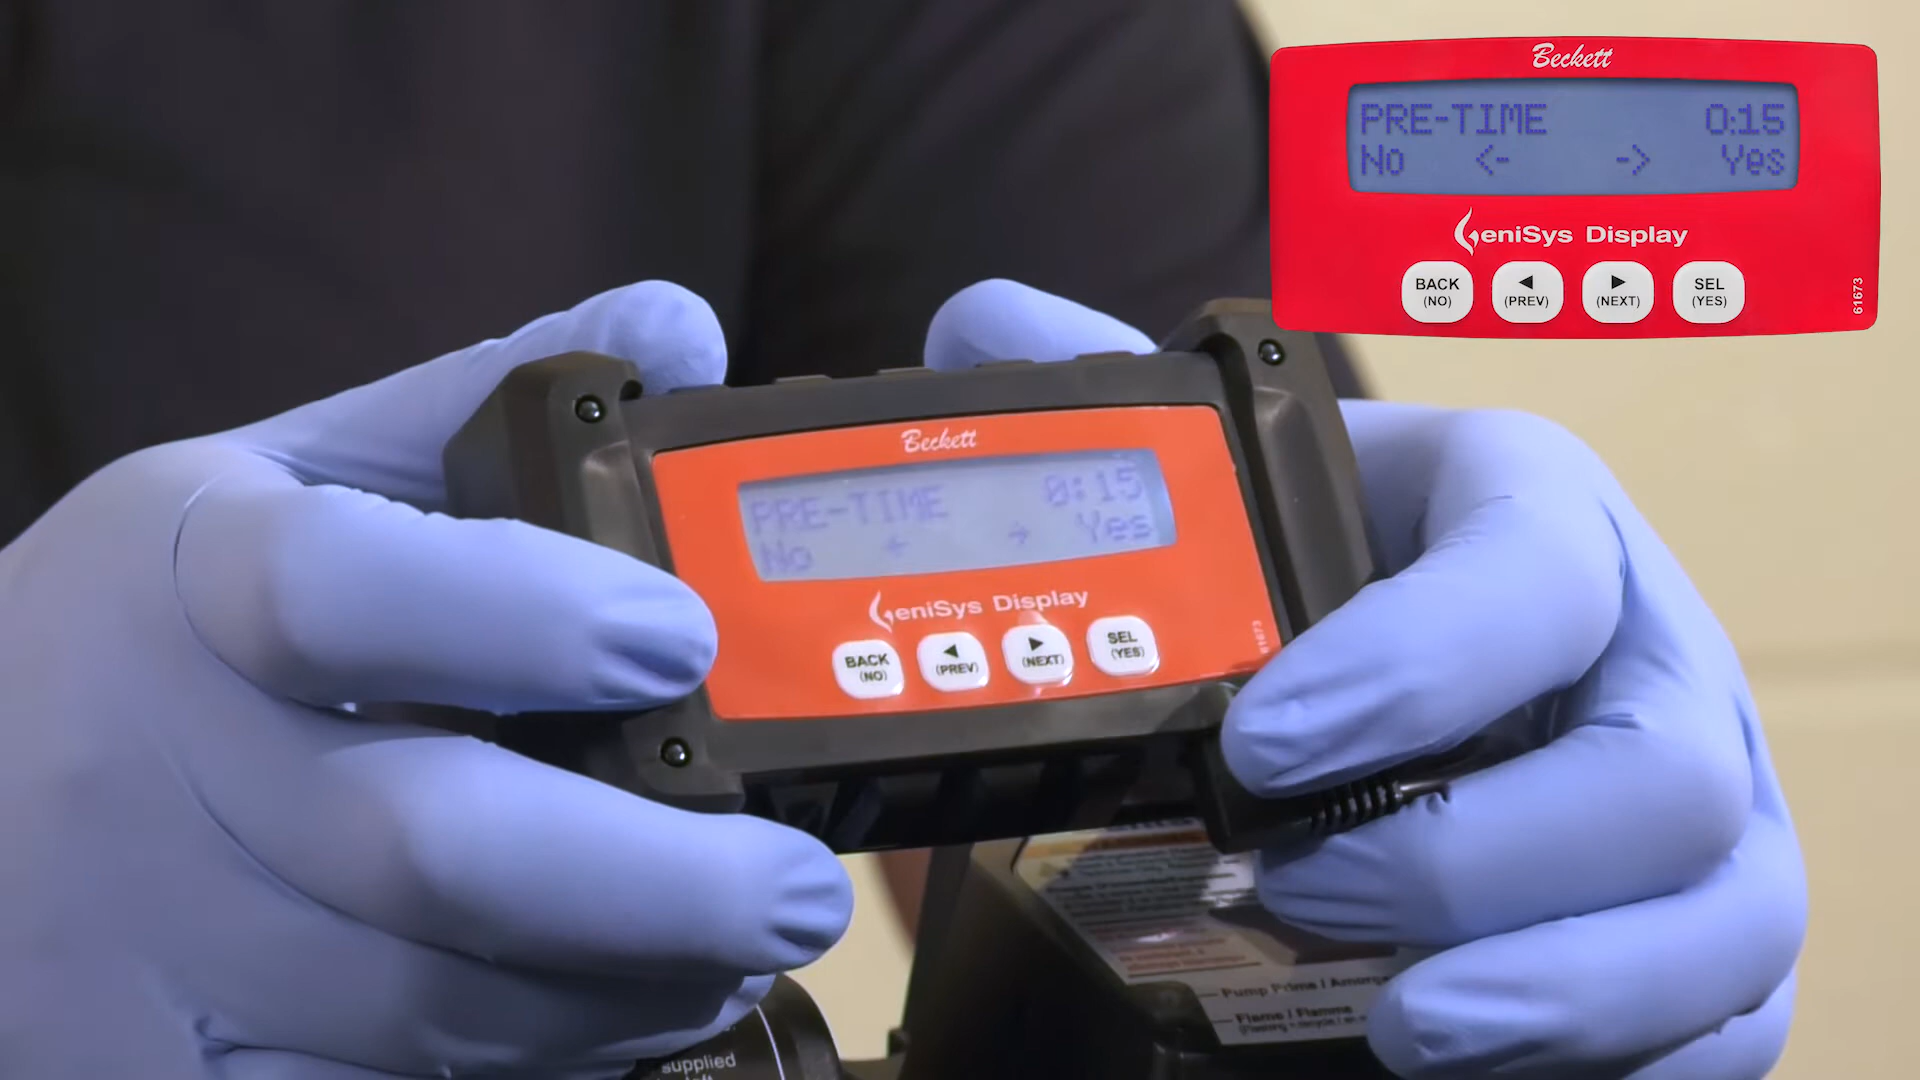 Beckett
PRE-TIME 0:15
No <- -> Yes
GeniSys Display
BACK (NO)
◀ (PREV)
▶ (NEXT)
SEL (YES)
61673
Beckett
PRE-TIME 0:15
No ← → Yes
GeniSys Display
BACK (NO)
◀ (PREV)
▶ (NEXT)
SEL (YES)
61673
Pump Prime /
Flame / Flamme
supplied